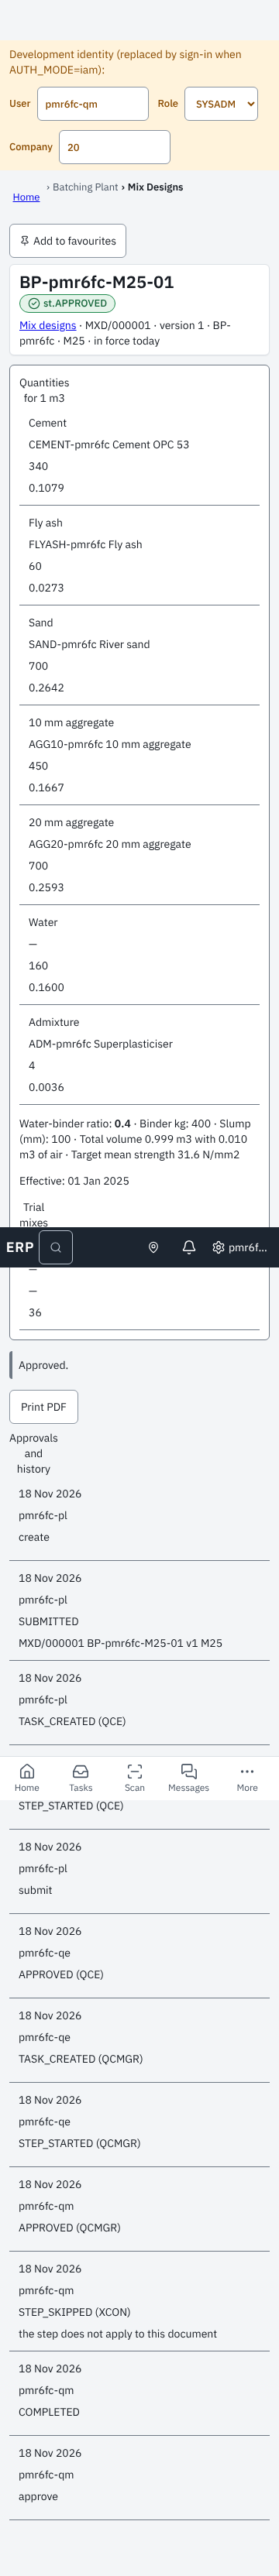 Development identity (replaced by sign-in when
AUTH_MODE=iam):
User pmr6fc-qm Role SYSADM
Company 20
Home › Batching Plant › Mix Designs
Add to favourites
BP-pmr6fc-M25-01
st.APPROVED
Mix designs · MXD/000001 · version 1 · BP-
pmr6fc · M25 · in force today
Quantities
for 1 m3
Cement
CEMENT-pmr6fc Cement OPC 53
340
0.1079
Fly ash
FLYASH-pmr6fc Fly ash
60
0.0273
Sand
SAND-pmr6fc River sand
700
0.2642
10 mm aggregate
AGG10-pmr6fc 10 mm aggregate
450
0.1667
20 mm aggregate
AGG20-pmr6fc 20 mm aggregate
700
0.2593
Water
—
160
0.1600
Admixture
ADM-pmr6fc Superplasticiser
4
0.0036
Water-binder ratio: 0.4 · Binder kg: 400 · Slump
(mm): 100 · Total volume 0.999 m3 with 0.010
m3 of air · Target mean strength 31.6 N/mm2
Effective: 01 Jan 2025
Trial
mixes
ERP pmr6f...
—
—
36
Approved.
Print PDF
Approvals
and
history
18 Nov 2026
pmr6fc-pl
create
18 Nov 2026
pmr6fc-pl
SUBMITTED
MXD/000001 BP-pmr6fc-M25-01 v1 M25
18 Nov 2026
pmr6fc-pl
TASK_CREATED (QCE)
Home Tasks Scan Messages More
STEP_STARTED (QCE)
18 Nov 2026
pmr6fc-pl
submit
18 Nov 2026
pmr6fc-qe
APPROVED (QCE)
18 Nov 2026
pmr6fc-qe
TASK_CREATED (QCMGR)
18 Nov 2026
pmr6fc-qe
STEP_STARTED (QCMGR)
18 Nov 2026
pmr6fc-qm
APPROVED (QCMGR)
18 Nov 2026
pmr6fc-qm
STEP_SKIPPED (XCON)
the step does not apply to this document
18 Nov 2026
pmr6fc-qm
COMPLETED
18 Nov 2026
pmr6fc-qm
approve